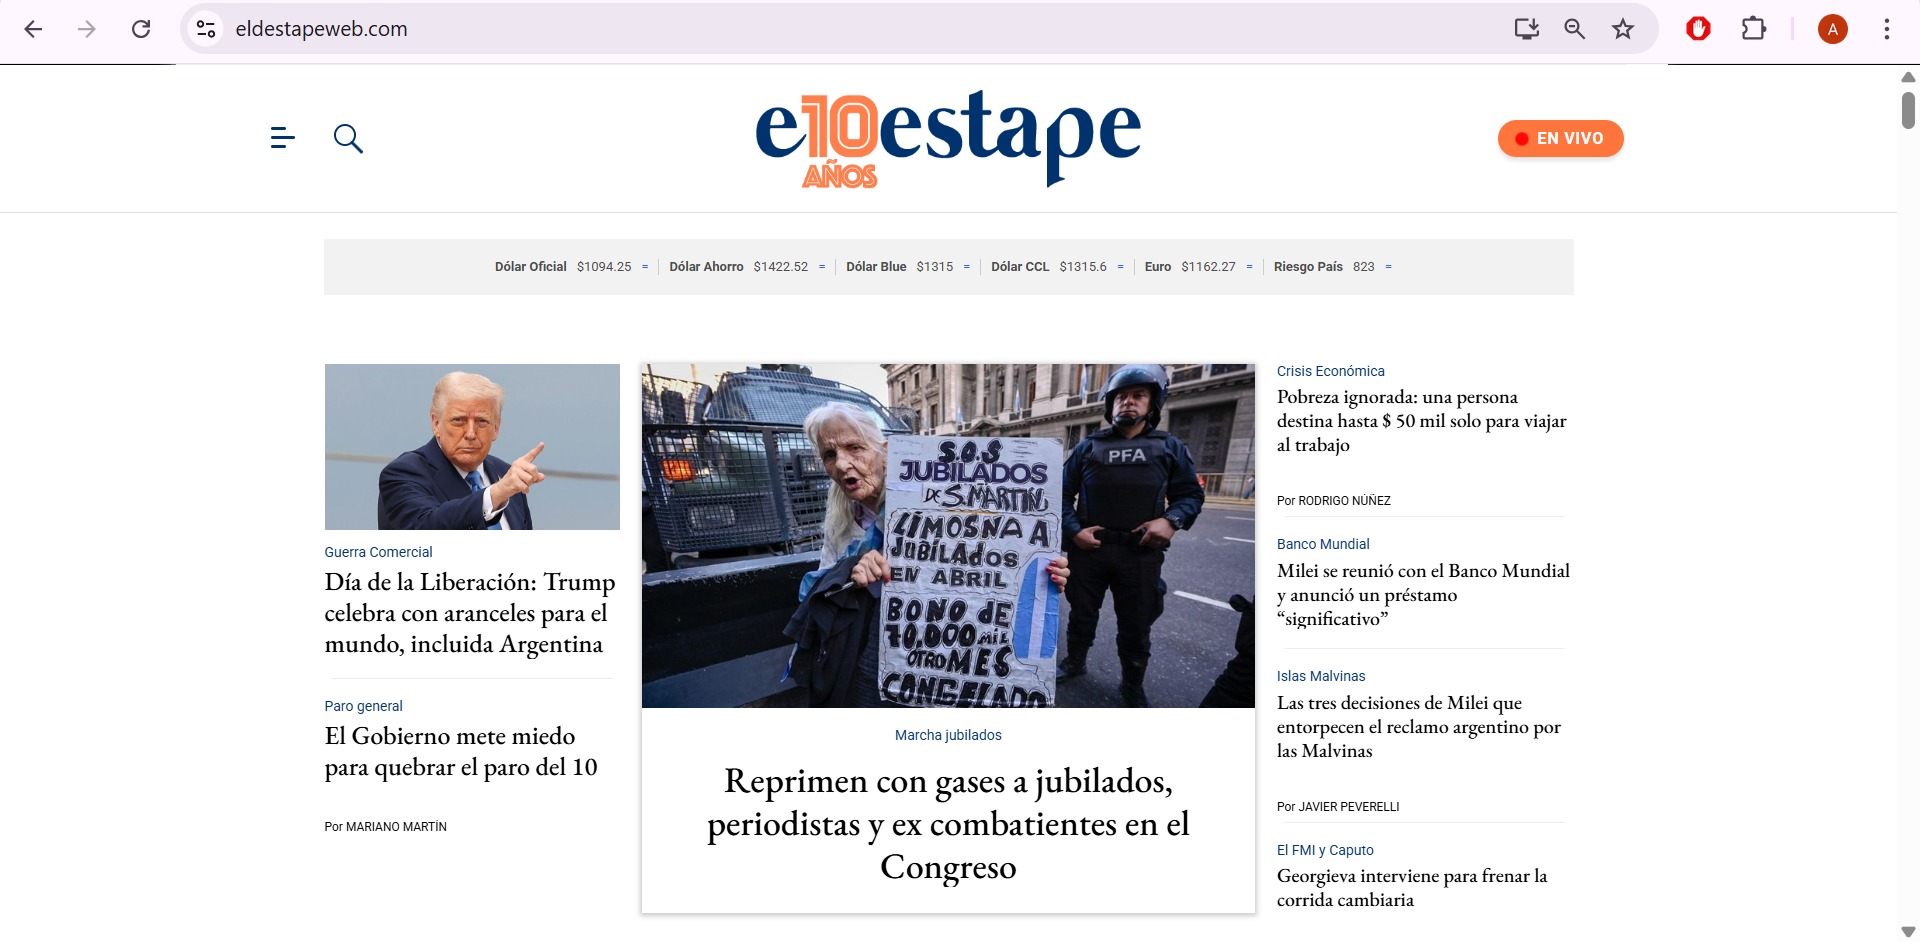 eldestapeweb.com
A
e10estape
AÑOS
EN VIVO
Dólar Oficial $1094.25 = Dólar Ahorro $1422.52 = Dólar Blue $1315 = Dólar CCL $1315.6 = Euro $1162.27 = Riesgo País 823 =
Guerra Comercial
Día de la Liberación: Trump
celebra con aranceles para el
mundo, incluida Argentina
Paro general
El Gobierno mete miedo
para quebrar el paro del 10
Por MARIANO MARTÍN
PFA
S.O.S
JUBILADOS
DE S. MARTIN
LIMOSNA A
JUBILADOS
EN ABRIL
BONO DE
70.000 MIL
OTRO MES
CONGELADO
Marcha jubilados
Reprimen con gases a jubilados,
periodistas y ex combatientes en el
Congreso
Crisis Económica
Pobreza ignorada: una persona
destina hasta $ 50 mil solo para viajar
al trabajo
Por RODRIGO NÚÑEZ
Banco Mundial
Milei se reunió con el Banco Mundial
y anunció un préstamo
“significativo”
Islas Malvinas
Las tres decisiones de Milei que
entorpecen el reclamo argentino por
las Malvinas
Por JAVIER PEVERELLI
El FMI y Caputo
Georgieva interviene para frenar la
corrida cambiaria